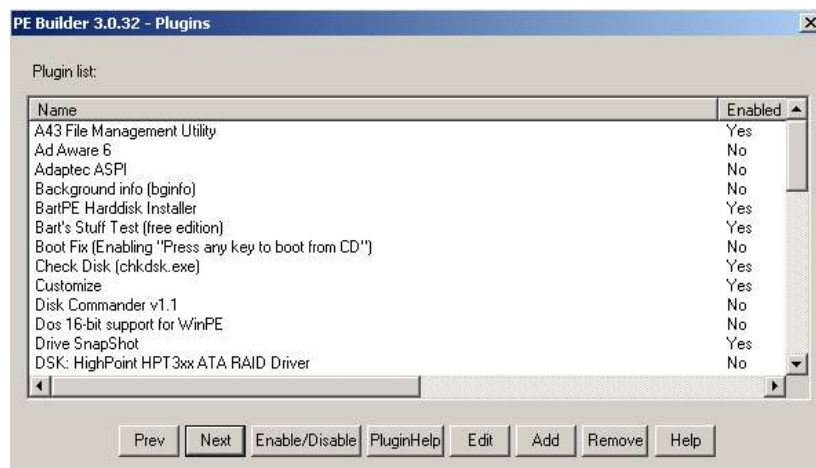 PE Builder 3.0.32 - Plugins
Plugin list:
Name Enabled
A43 File Management Utility Yes
Ad Aware 6 No
Adaptec ASPI No
Background info (bginfo) No
BartPE Harddisk Installer Yes
Bart's Stuff Test (free edition) Yes
Boot Fix (Enabling "Press any key to boot from CD") No
Check Disk (chkdsk.exe) Yes
Customize Yes
Disk Commander v1.1 No
Dos 16-bit support for WinPE No
Drive SnapShot Yes
DSK: HighPoint HPT3xx ATA RAID Driver No
Prev Next Enable/Disable PluginHelp Edit Add Remove Help